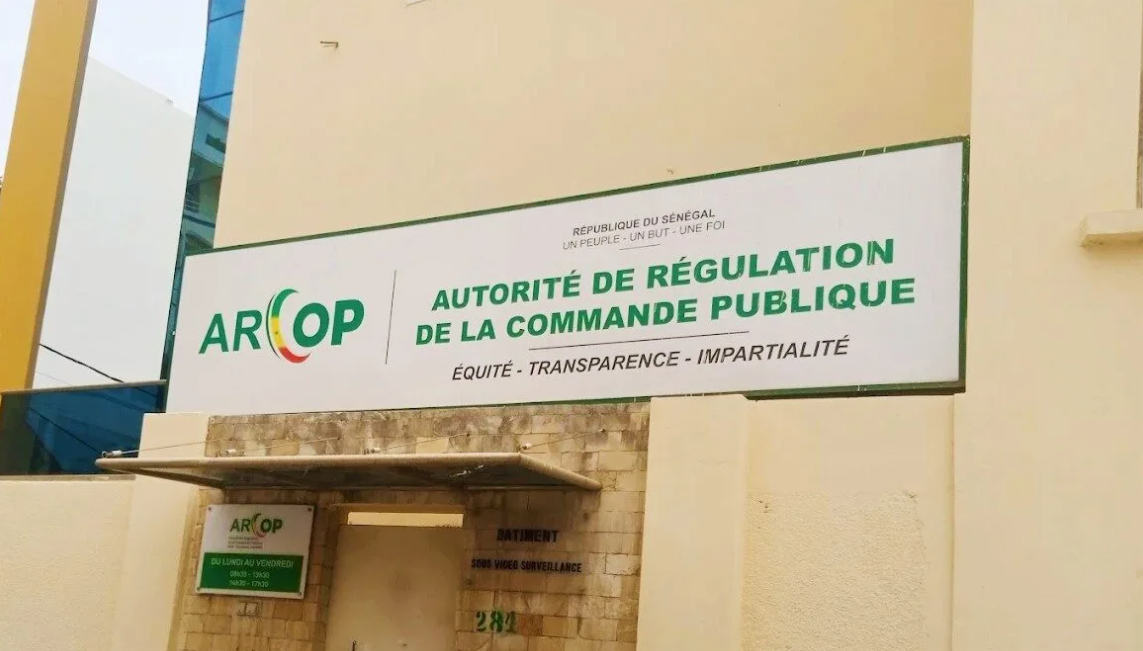 RÉPUBLIQUE DU SÉNÉGAL
UN PEUPLE - UN BUT - UNE FOI
ARCOP
AUTORITÉ DE RÉGULATION
DE LA COMMANDE PUBLIQUE
ÉQUITÉ - TRANSPARENCE - IMPARTIALITÉ
ARCOP
DU LUNDI AU VENDREDI
08H30 - 13H30
14H30 - 17H30
BATIMENT
SOUS VIDEO SURVEILLANCE
284